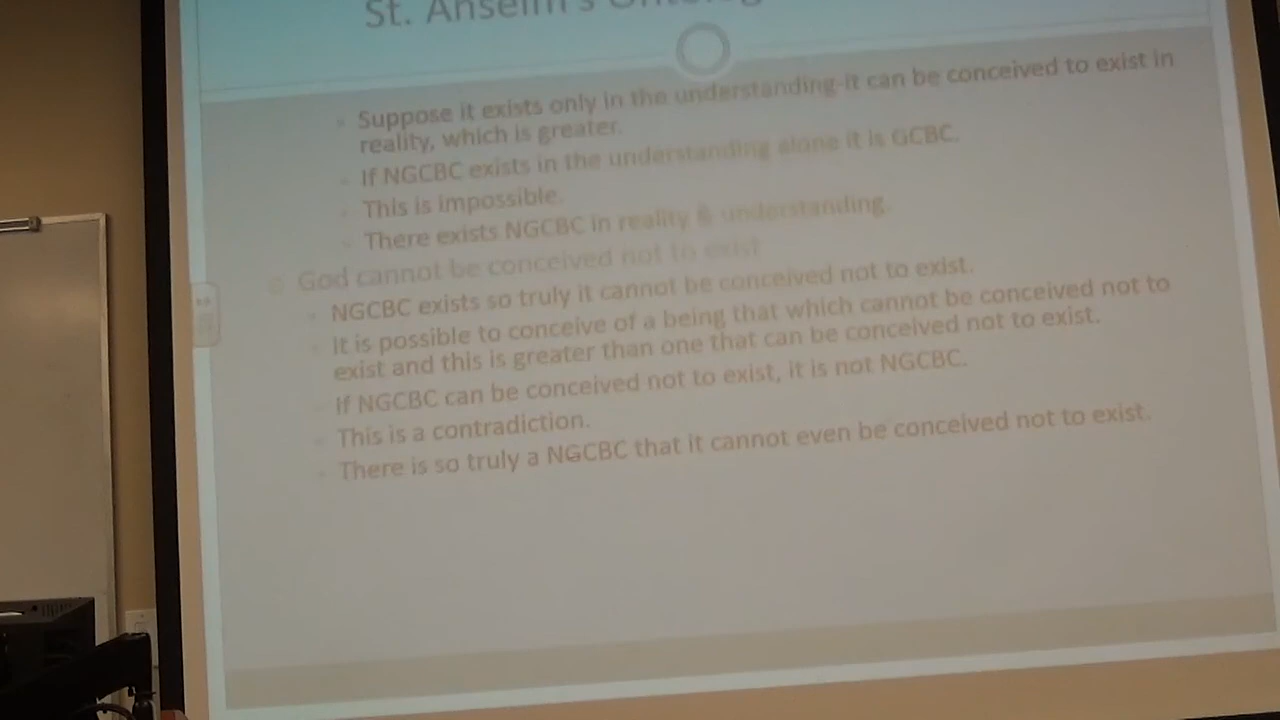 St. Anselm's Ontolog
Suppose it exists only in the understanding-it can be conceived to exist in
reality, which is greater.
If NGCBC exists in the understanding alone it is GCBC.
This is impossible.
There exists NGCBC in reality & understanding.
God cannot be conceived not to exist
NGCBC exists so truly it cannot be conceived not to exist.
It is possible to conceive of a being that which cannot be conceived not to
exist and this is greater than one that can be conceived not to exist.
If NGCBC can be conceived not to exist, it is not NGCBC.
This is a contradiction.
There is so truly a NGCBC that it cannot even be conceived not to exist.